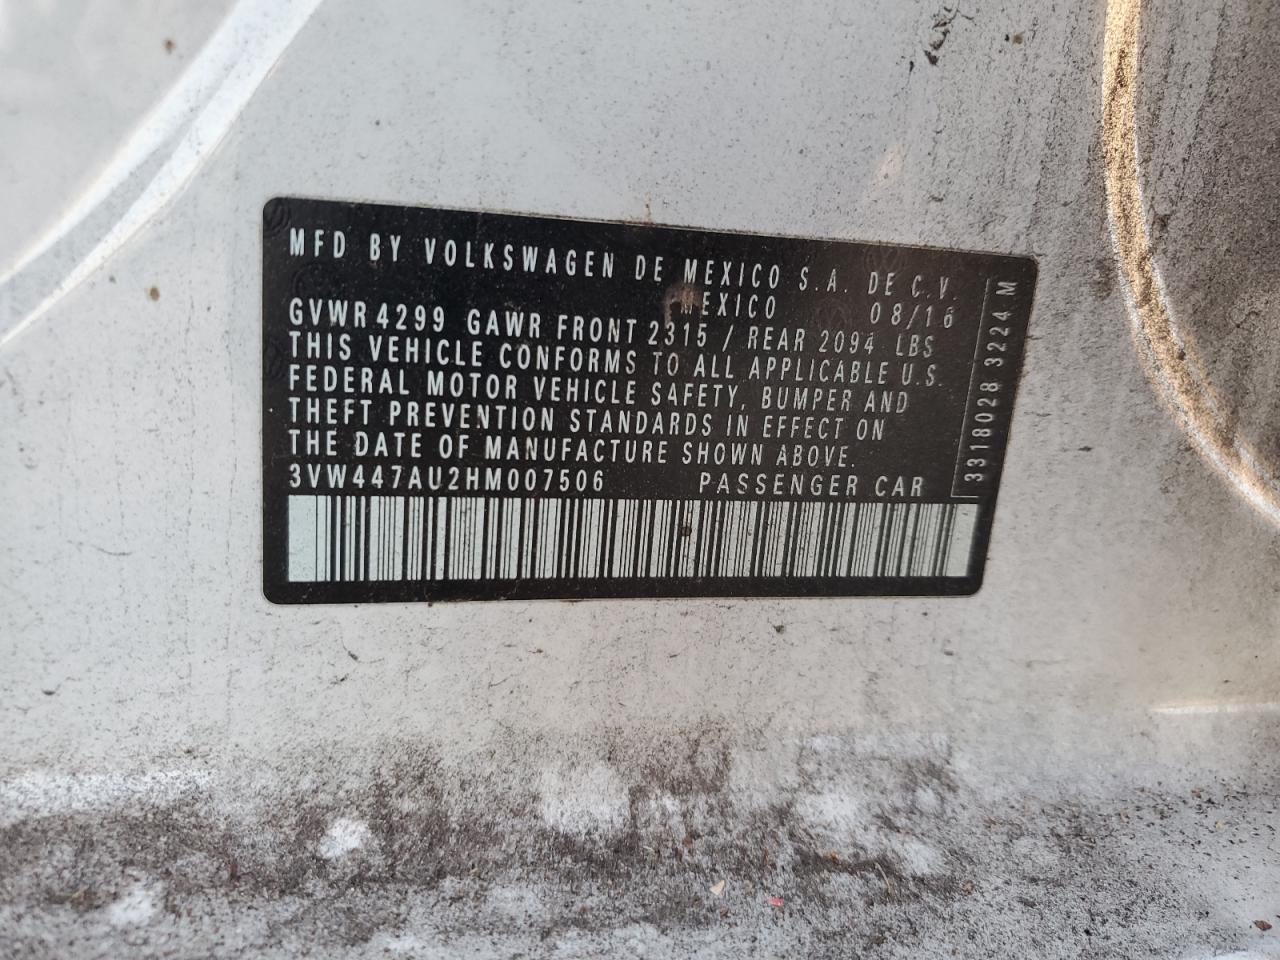 MFD BY VOLKSWAGEN DE MEXICO S.A. DE C.V.
MEXICO 08/16
GVWR 4299 GAWR FRONT 2315 / REAR 2094 LBS
THIS VEHICLE CONFORMS TO ALL APPLICABLE U.S.
FEDERAL MOTOR VEHICLE SAFETY, BUMPER AND
THEFT PREVENTION STANDARDS IN EFFECT ON
THE DATE OF MANUFACTURE SHOWN ABOVE.
3VW447AU2HM007506 PASSENGER CAR
3318028 3224 M